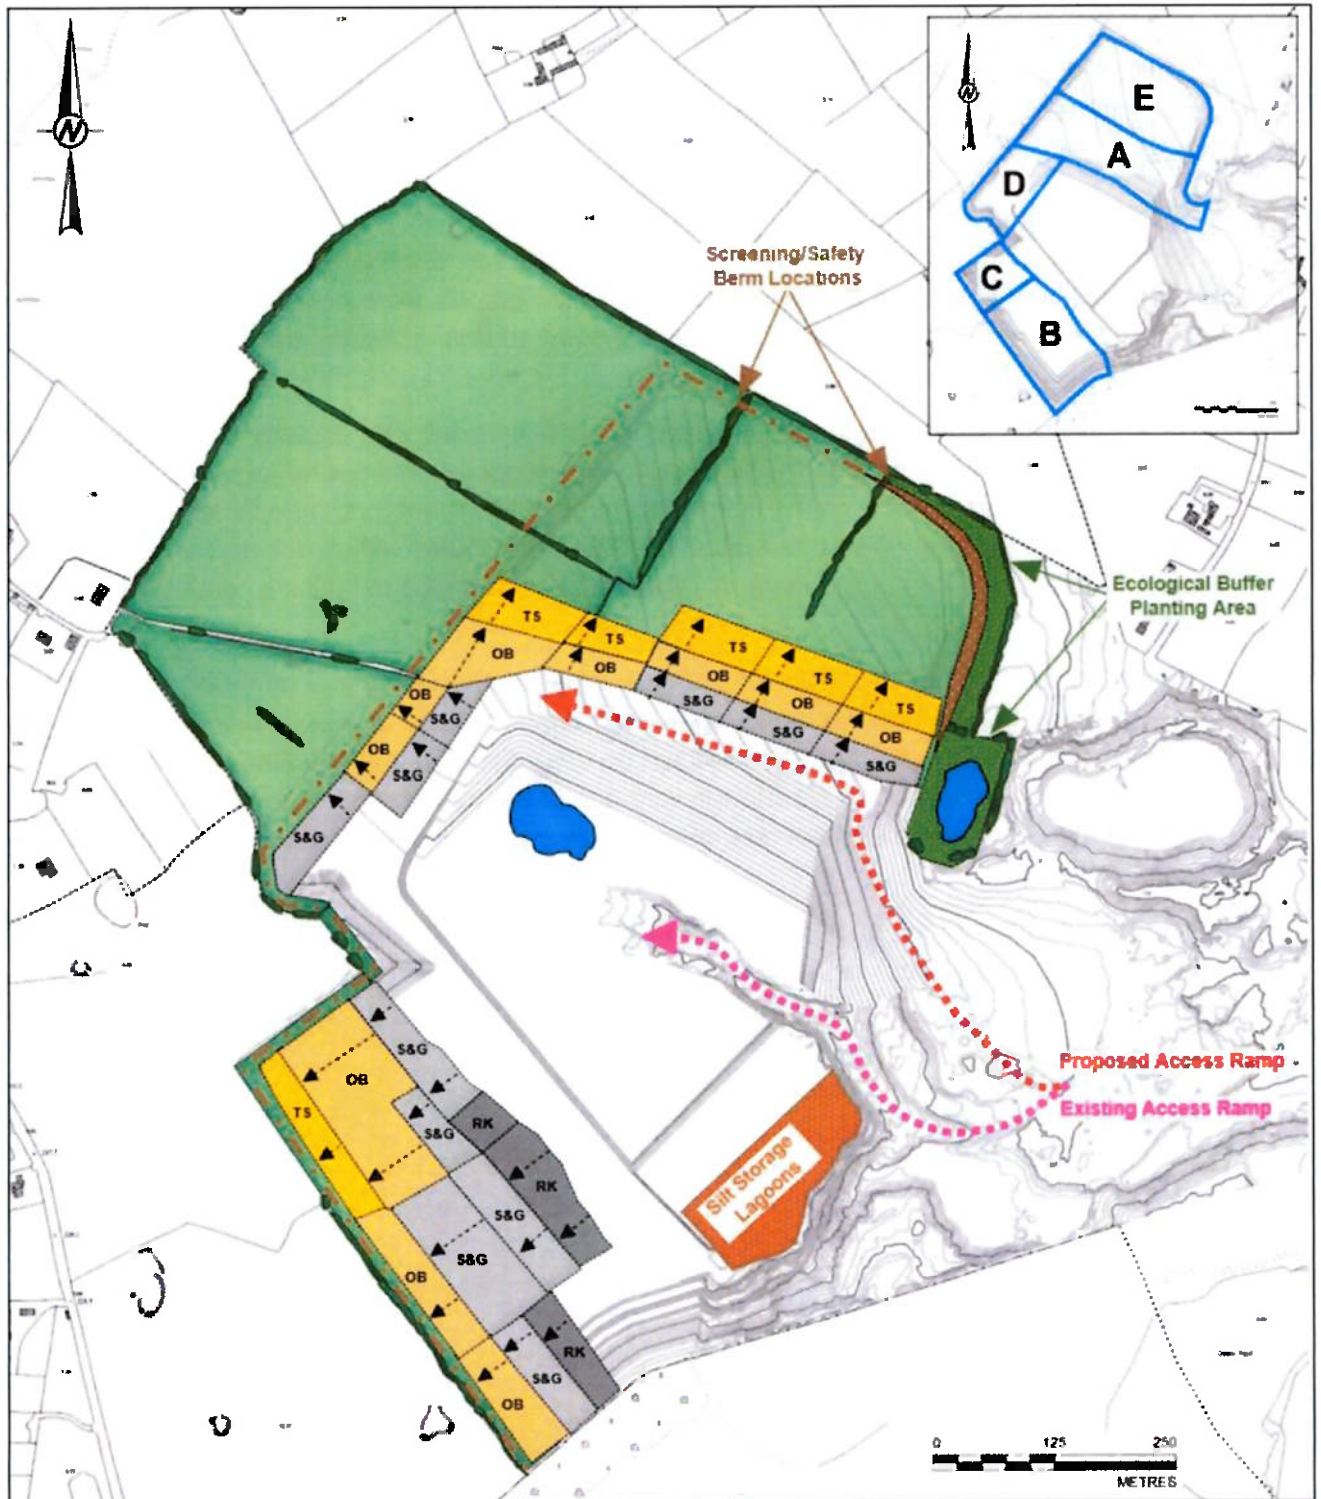 N
N
E
A
D
C
B
Screening/Safety
Berm Locations
Ecological Buffer
Planting Area
TS
TS
OB
OB
TS
TS
TS
OB
OB
OB
S&G
S&G
S&G
OB
S&G
OB
S&G
S&G
Proposed Access Ramp
Existing Access Ramp
S&G
OB
TS
S&G
RK
RK
S&G
S&G
OB
RK
S&G
OB
Silt Storage
Lagoons
0 125 250
METRES